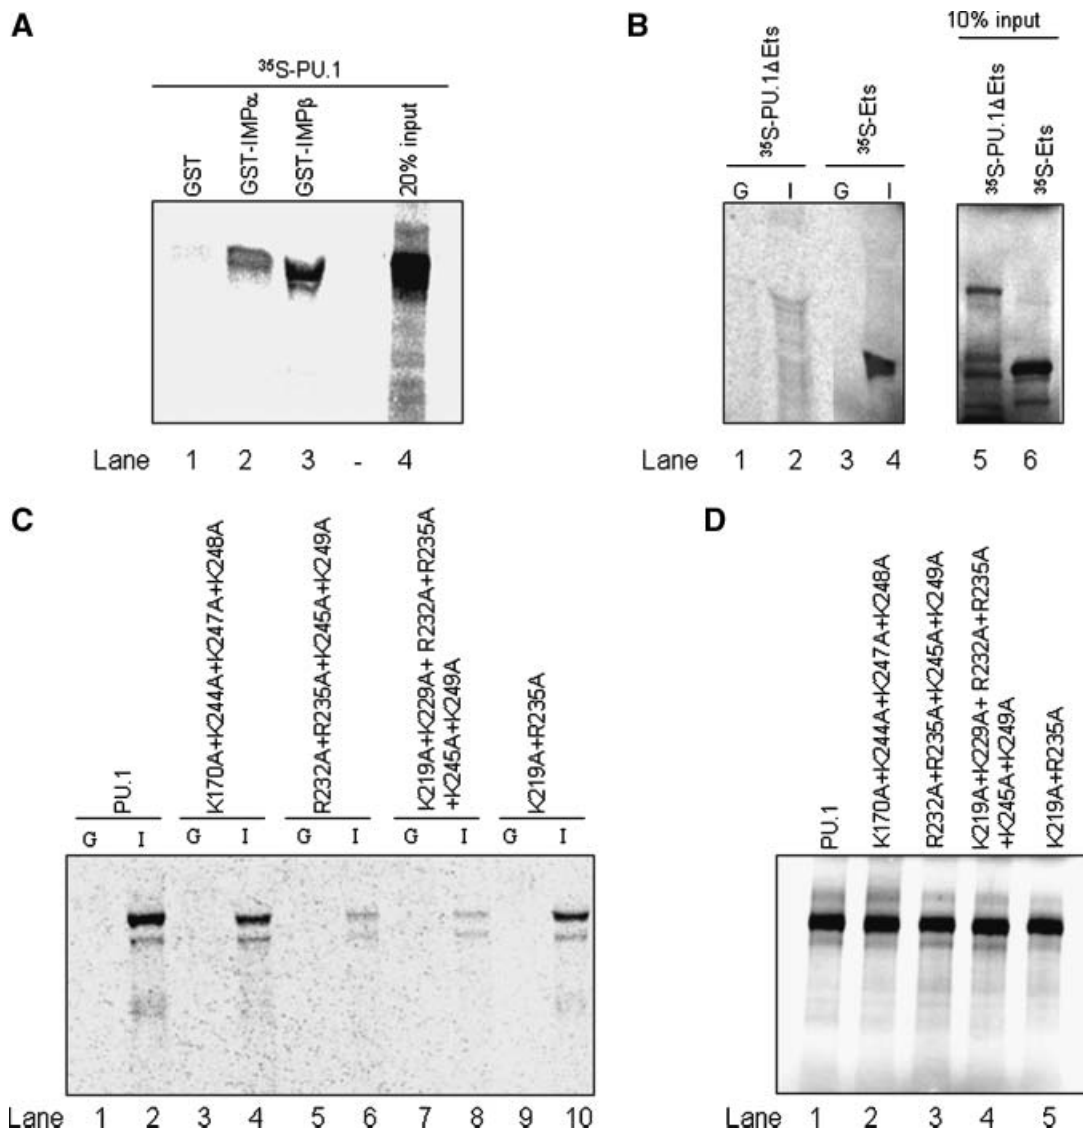 A
³⁵S-PU.1
GST
GST-IMPα
GST-IMPβ
20% input
Lane 1 2 3 - 4
B
10% input
³⁵S-PU.1ΔEts
³⁵S-Ets
³⁵S-PU.1ΔEts
³⁵S-Ets
G I G I
Lane 1 2 3 4 5 6
C
PU.1
K170A+K244A+K247A+K248A
R232A+R235A+K245A+K249A
K219A+K229A+ R232A+R235A
+K245A+K249A
K219A+R235A
G I G I G I G I G I
Lane 1 2 3 4 5 6 7 8 9 10
D
PU.1
K170A+K244A+K247A+K248A
R232A+R235A+K245A+K249A
K219A+K229A+ R232A+R235A
+K245A+K249A
K219A+R235A
Lane 1 2 3 4 5